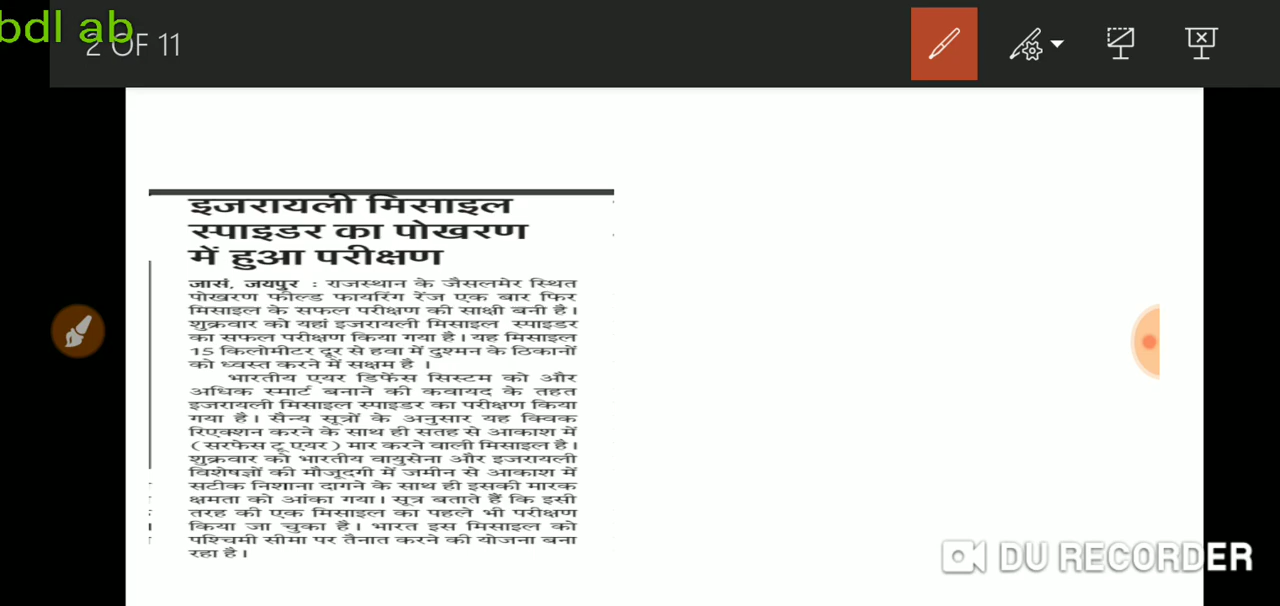 bdl ab
2 OF 11
इजरायली मिसाइल
स्पाइडर का पोखरण
में हुआ परीक्षण
जासं, जयपुर : राजस्थान के जैसलमेर स्थित
पोखरण फील्ड फायरिंग रेंज एक बार फिर
मिसाइल के सफल परीक्षण की साक्षी बनी है।
शुक्रवार को यहां इजरायली मिसाइल स्पाइडर
का सफल परीक्षण किया गया है। यह मिसाइल
15 किलोमीटर दूर से हवा में दुश्मन के ठिकानों
को ध्वस्त करने में सक्षम है ।
भारतीय एयर डिफेंस सिस्टम को और
अधिक स्मार्ट बनाने की कवायद के तहत
इजरायली मिसाइल स्पाइडर का परीक्षण किया
गया है। सैन्य सूत्रों के अनुसार यह क्विक
रिएक्शन करने के साथ ही सतह से आकाश में
(सरफेस टू एयर) मार करने वाली मिसाइल है।
शुक्रवार को भारतीय वायुसेना और इजरायली
विशेषज्ञों की मौजूदगी में जमीन से आकाश में
सटीक निशाना दागने के साथ ही इसकी मारक
क्षमता को आंका गया। सूत्र बताते हैं कि इसी
तरह की एक मिसाइल का पहले भी परीक्षण
किया जा चुका है। भारत इस मिसाइल को
पश्चिमी सीमा पर तैनात करने की योजना बना
रहा है।
DU RECORDER